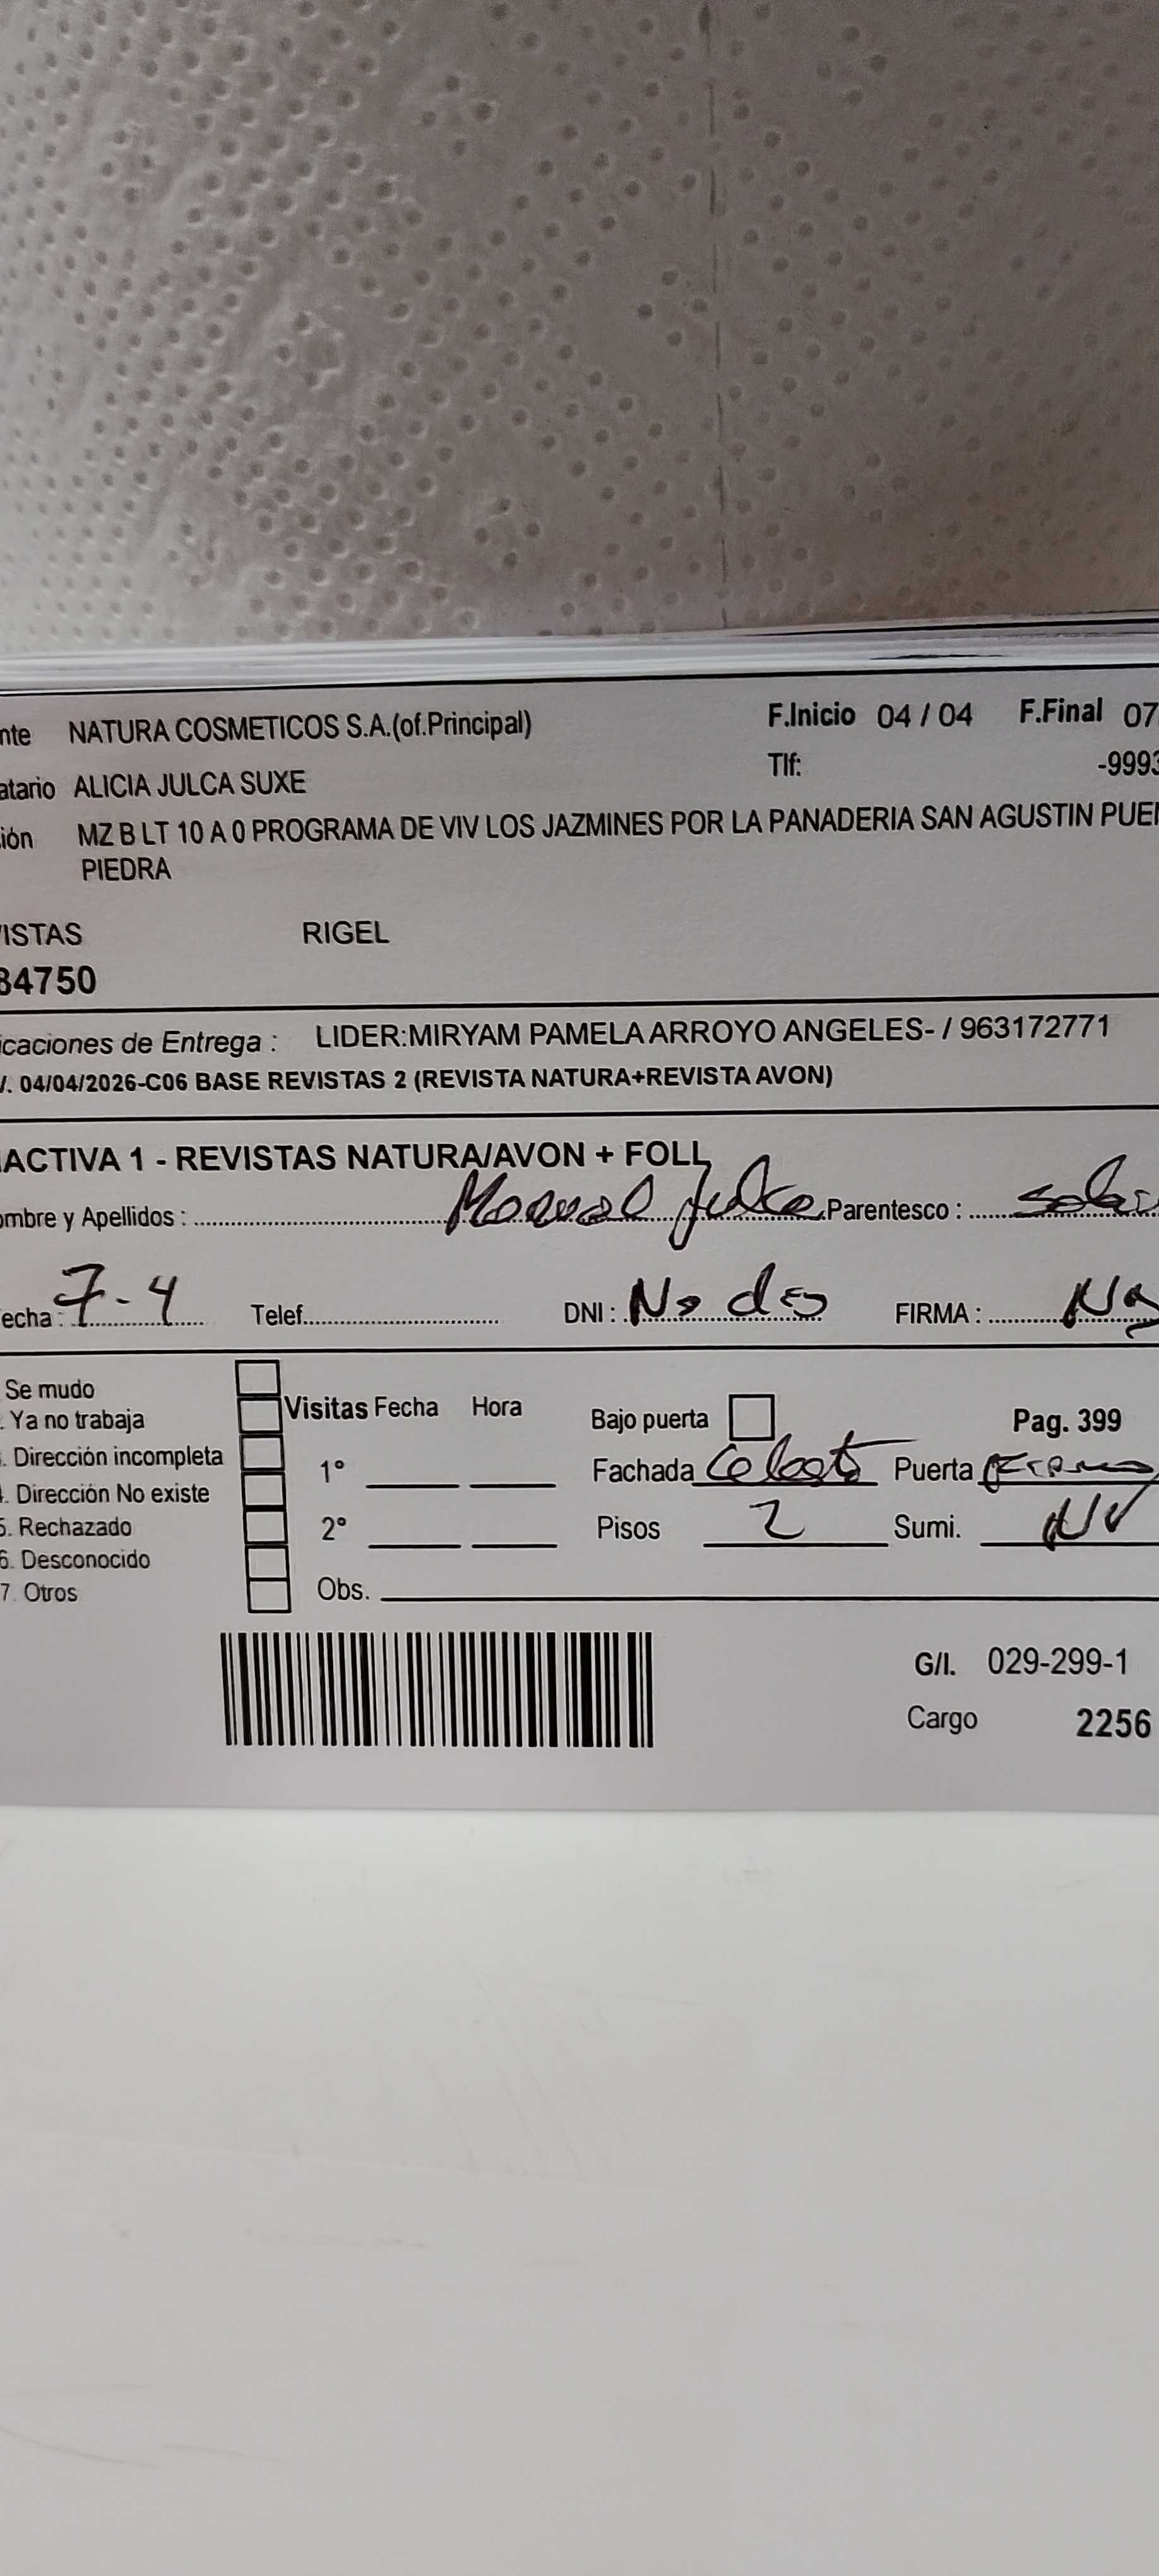 nte NATURA COSMETICOS S.A.(of.Principal) F.Inicio 04 / 04 F.Final 07
Tlf: -9993
atario ALICIA JULCA SUXE
ión MZ B LT 10 A 0 PROGRAMA DE VIV LOS JAZMINES POR LA PANADERIA SAN AGUSTIN PUE
PIEDRA
ISTAS RIGEL
84750
icaciones de Entrega : LIDER:MIRYAM PAMELA ARROYO ANGELES- / 963172771
/. 04/04/2026-C06 BASE REVISTAS 2 (REVISTA NATURA+REVISTA AVON)
ACTIVA 1 - REVISTAS NATURA/AVON + FOLL
ombre y Apellidos : Manuel Julca Parentesco :
echa : 7-4 Telef. DNI : No dio FIRMA :
Se mudo
. Ya no trabaja Visitas Fecha Hora Bajo puerta Pag. 399
. Dirección incompleta 1° Fachada Celeste Puerta
. Dirección No existe
5. Rechazado 2° Pisos 2 Sumi. NV
6. Desconocido
7. Otros Obs.
G/I. 029-299-1
Cargo 2256